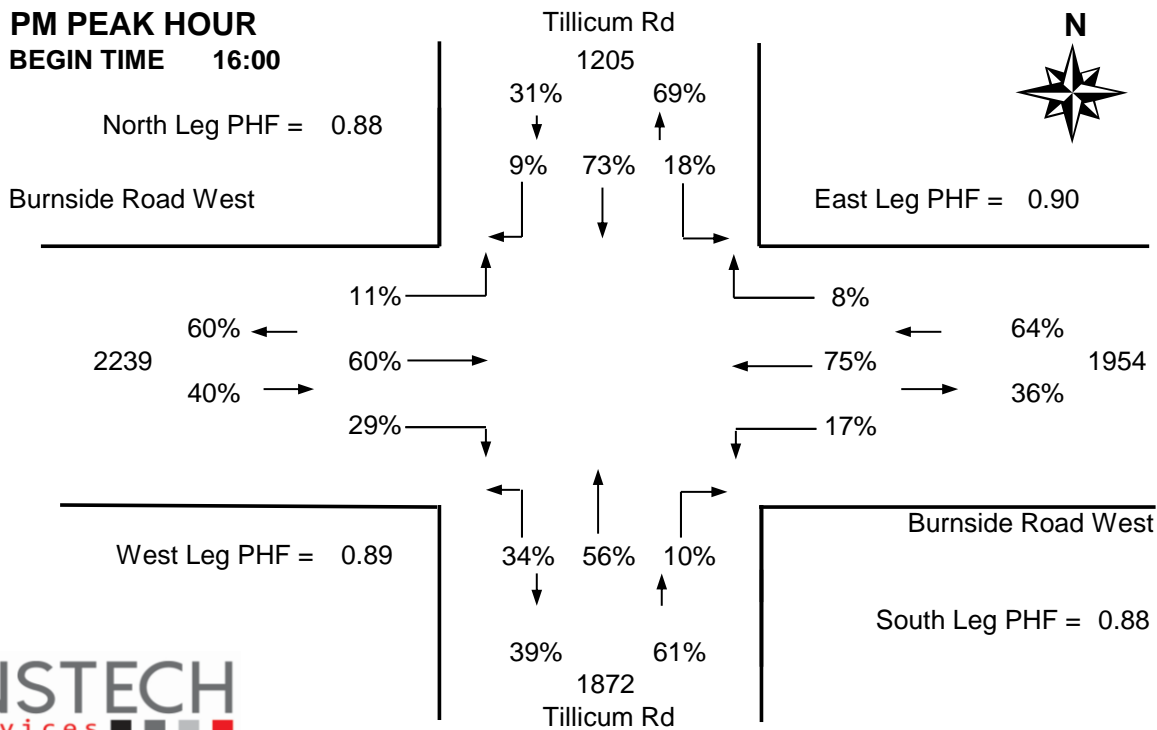 PM PEAK HOUR
Tillicum Rd
N
BEGIN TIME 16:00
1205
31% 69%
North Leg PHF = 0.88
9% 73% 18%
Burnside Road West
East Leg PHF = 0.90
11% 8%
60% 64%
2239 60% 75% 1954
40% 36%
29% 17%
Burnside Road West
West Leg PHF = 0.89
34% 56% 10%
South Leg PHF = 0.88
39% 61%
1872
Tillicum Rd
NSTECH
vices